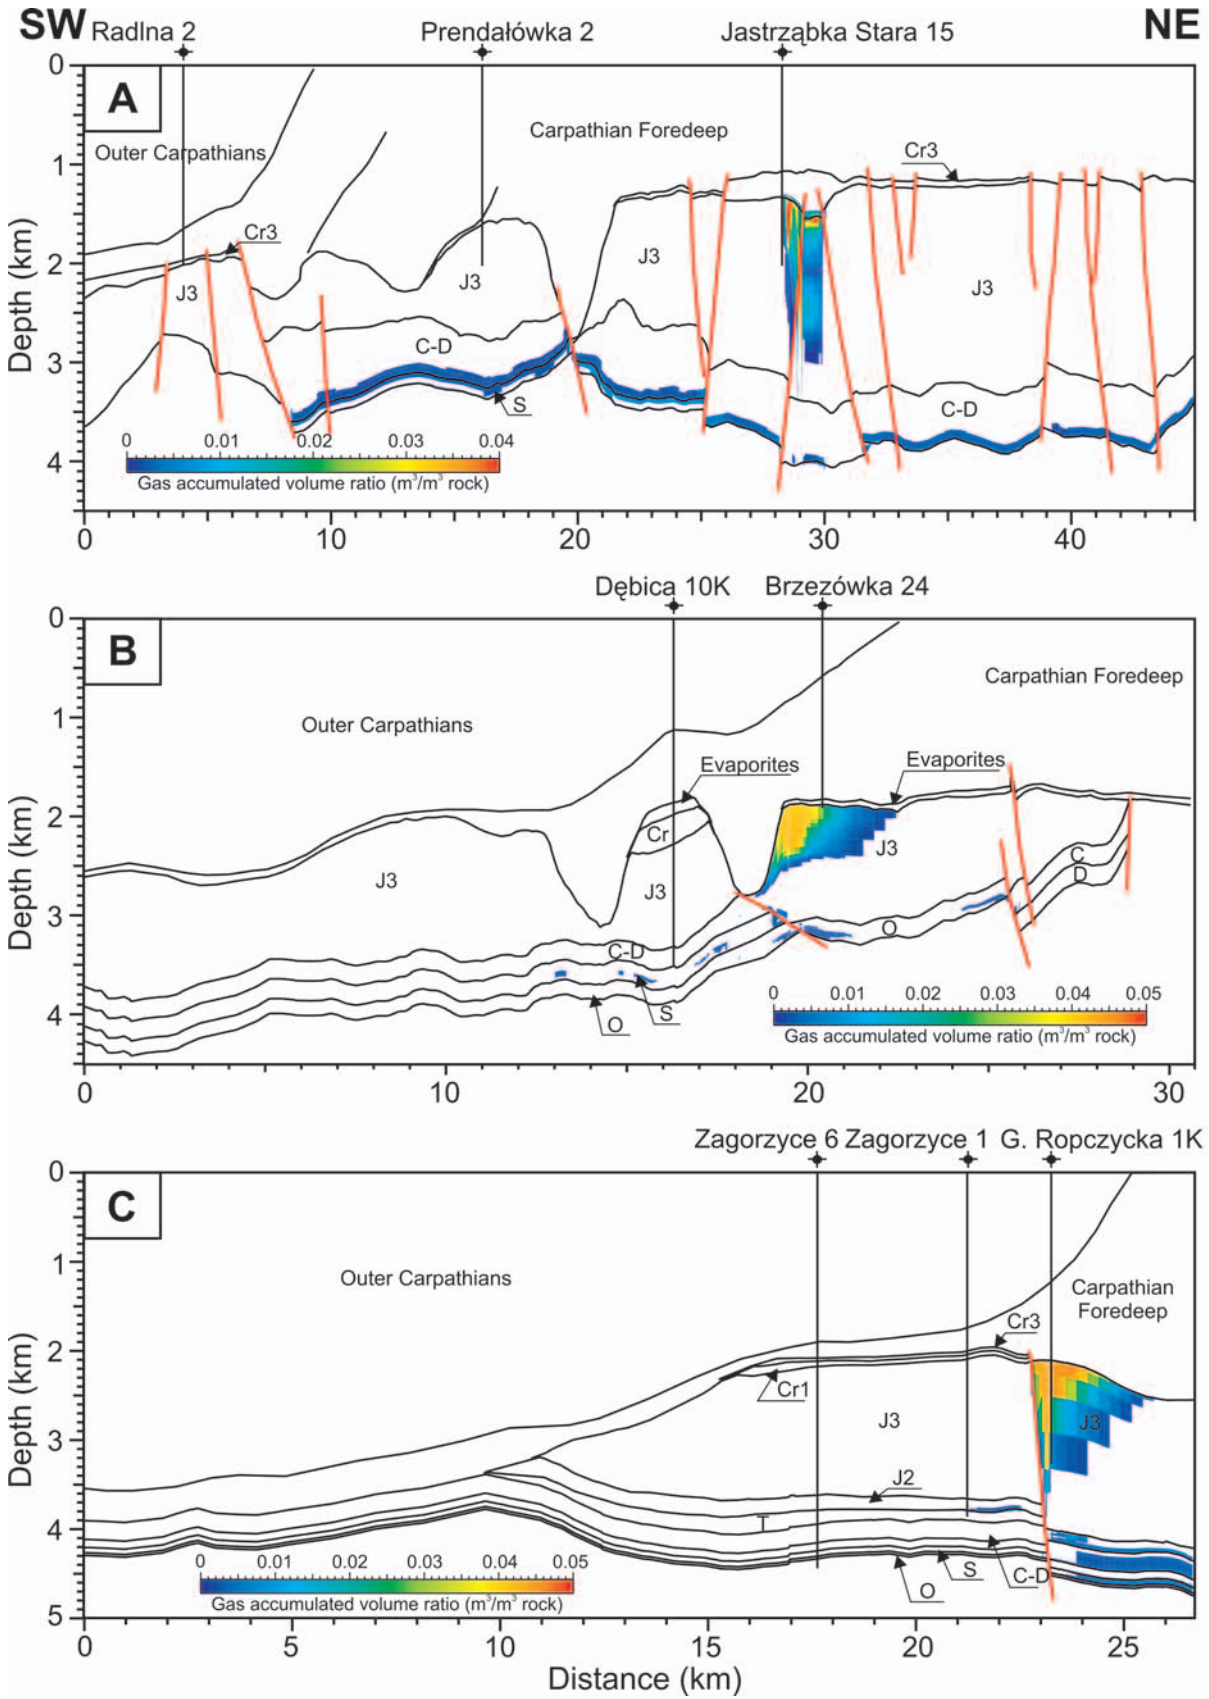 SW Radlna 2 Prendałówka 2 Jastrząbka Stara 15 NE
0
A
Carpathian Foredeep
Outer Carpathians
Cr3
1
Cr3
2
J3
J3
J3
J3
Depth (km)
C-D
3
S
C-D
0 0.01 0.02 0.03 0.04
4
Gas accumulated volume ratio (m³/m³ rock)
0 10 20 30 40
Dębica 10K Brzezówka 24
0
B
Carpathian Foredeep
Outer Carpathians
1
Evaporites Evaporites
2
Cr
J3
J3
J3
C
D
Depth (km)
3
O
C-D
0 0.01 0.02 0.03 0.04 0.05
4
O S
Gas accumulated volume ratio (m³/m³ rock)
0 10 20 30
Zagorzyce 6 Zagorzyce 1 G. Ropczycka 1K
0
C
1
Outer Carpathians
Carpathian
Foredeep
Cr3
2
Cr1
J3
J3
Depth (km)
3
J2
T
4
0 0.01 0.02 0.03 0.04 0.05
S C-D
O
Gas accumulated volume ratio (m³/m³ rock)
5
0 5 10 15 20 25
Distance (km)